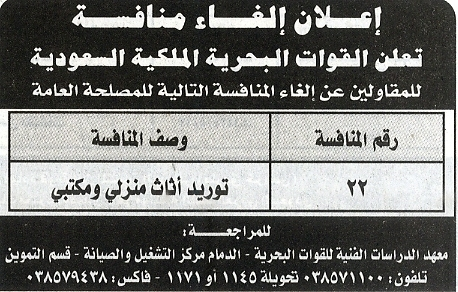 إعلان إلغاء منافسة
تعلن القوات البحرية الملكية السعودية
للمقاولين عن إلغاء المنافسة التالية للمصلحة العامة
رقم المنافسة وصف المنافسة
٢٢ توريد أثاث منزلي ومكتبي
للمراجعة:
معهد الدراسات الفنية للقوات البحرية - الدمام مركز التشغيل والصيانة - قسم التموين
تلفون: ٠٣٨٥٧١١٠٠ تحويلة ١١٤٥ أو ١١٧١ - فاكس: ٠٣٨٥٧٩٤٣٨